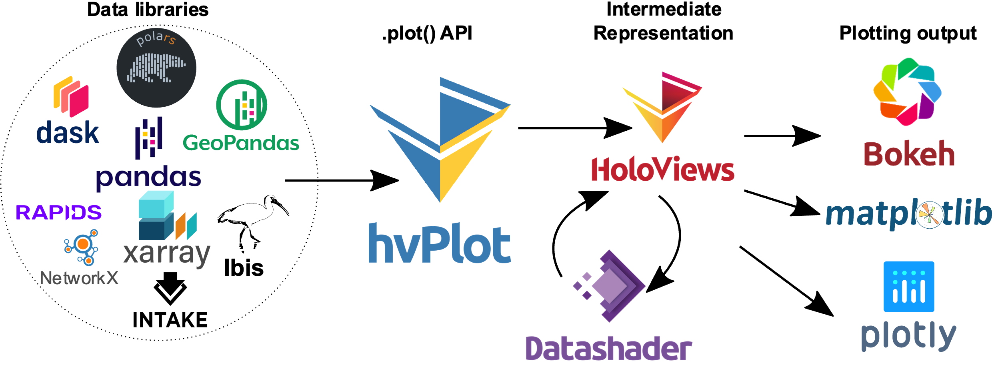 Data libraries
polars
dask
GeoPandas
pandas
RAPIDS
xarray
Ibis
NetworkX
INTAKE
.plot() API
hvPlot
Intermediate
Representation
HoloViews
Datashader
Plotting output
Bokeh
matplotlib
plotly